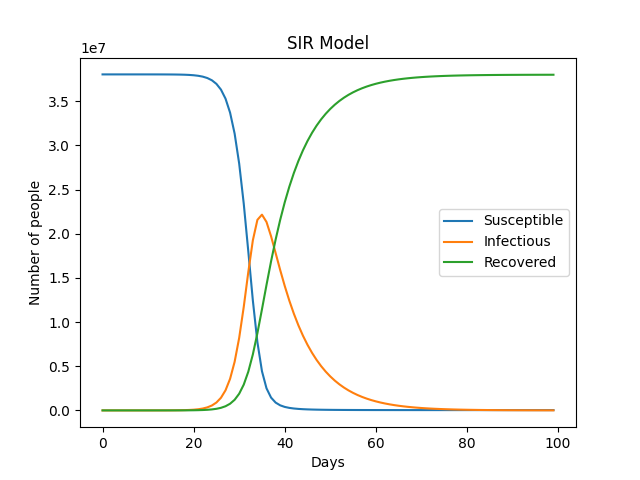 SIR Model
1e7
3.5
3.0
2.5
2.0
1.5
1.0
0.5
0.0
Number of people
Susceptible
Infectious
Recovered
0 20 40 60 80 100
Days